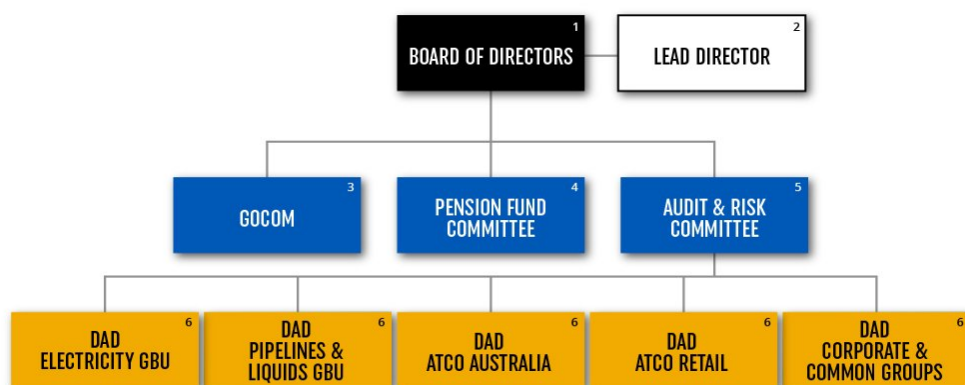 1
BOARD OF DIRECTORS
2
LEAD DIRECTOR
3
GOCOM
4
PENSION FUND
COMMITTEE
5
AUDIT & RISK
COMMITTEE
6
DAD
ELECTRICITY GBU
6
DAD
PIPELINES &
LIQUIDS GBU
6
DAD
ATCO AUSTRALIA
6
DAD
ATCO RETAIL
6
DAD
CORPORATE &
COMMON GROUPS